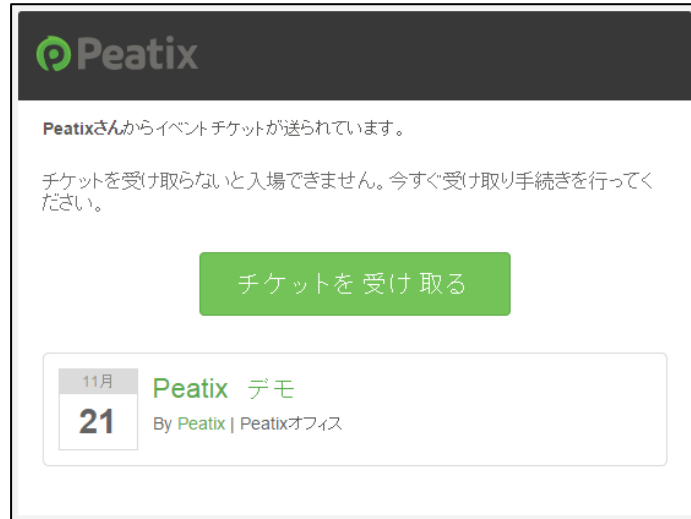 Peatix
Peatixさんからイベントチケットが送られています。
チケットを受け取らないと入場できません。今すぐ受け取り手続きを行ってく
ださい。
チケットを受け取る
11月
21
Peatix デモ
By Peatix | Peatixオフィス